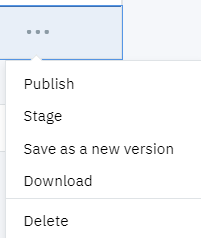 Publish
Stage
Save as a new version
Download
Delete